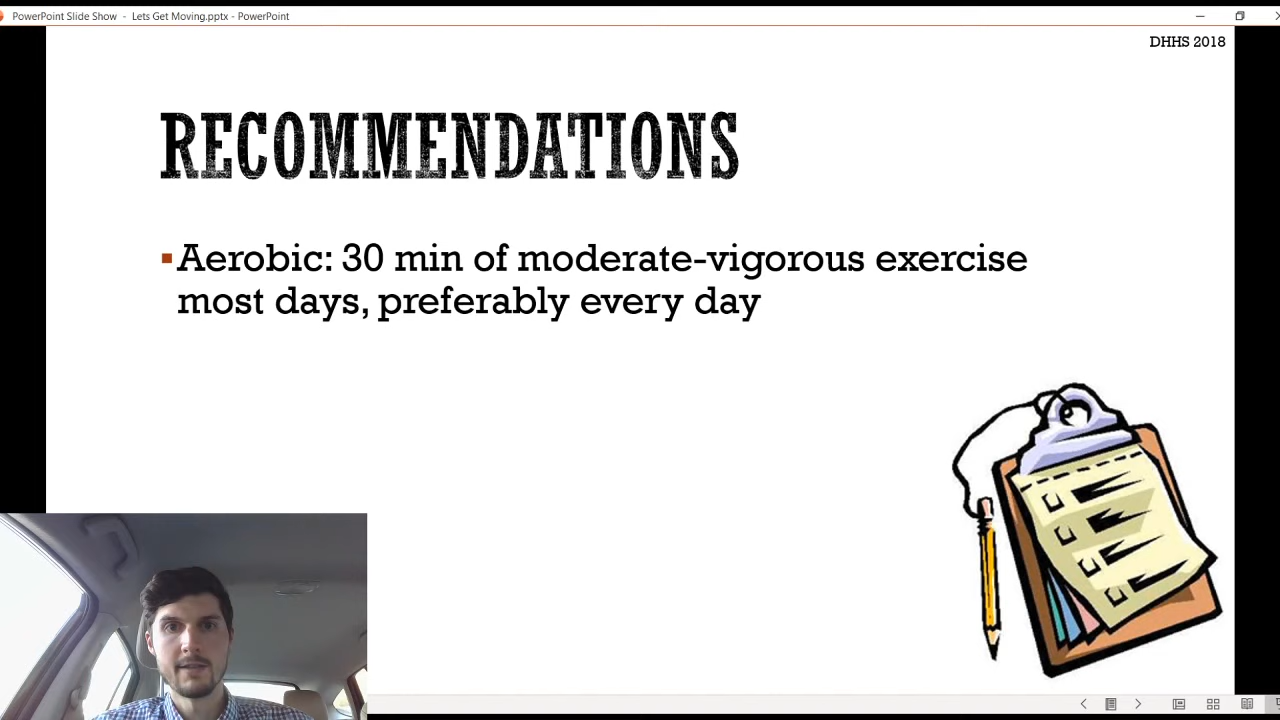 PowerPoint Slide Show - Lets Get Moving.pptx - PowerPoint
DHHS 2018
RECOMMENDATIONS
▪Aerobic: 30 min of moderate-vigorous exercise
most days, preferably every day